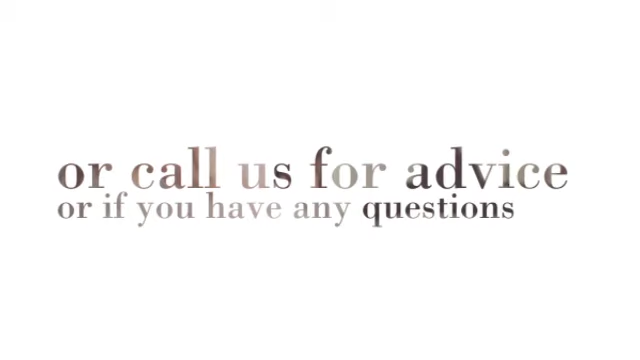 or call us for advice
or if you have any questions